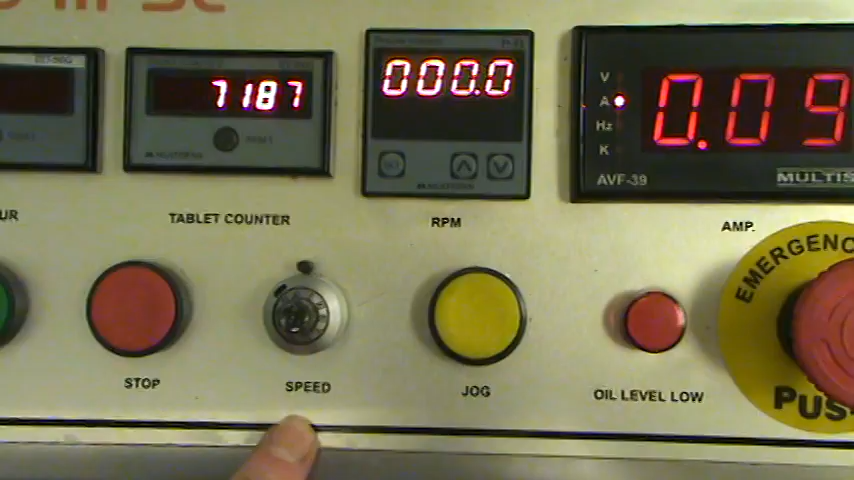 7187
000.0
V
A
Hz
K
0.09
AVF-39
MULTIS
UR
TABLET COUNTER
RPM
AMP.
EMERGENC
STOP
SPEED
JOG
OIL LEVEL LOW
PUS